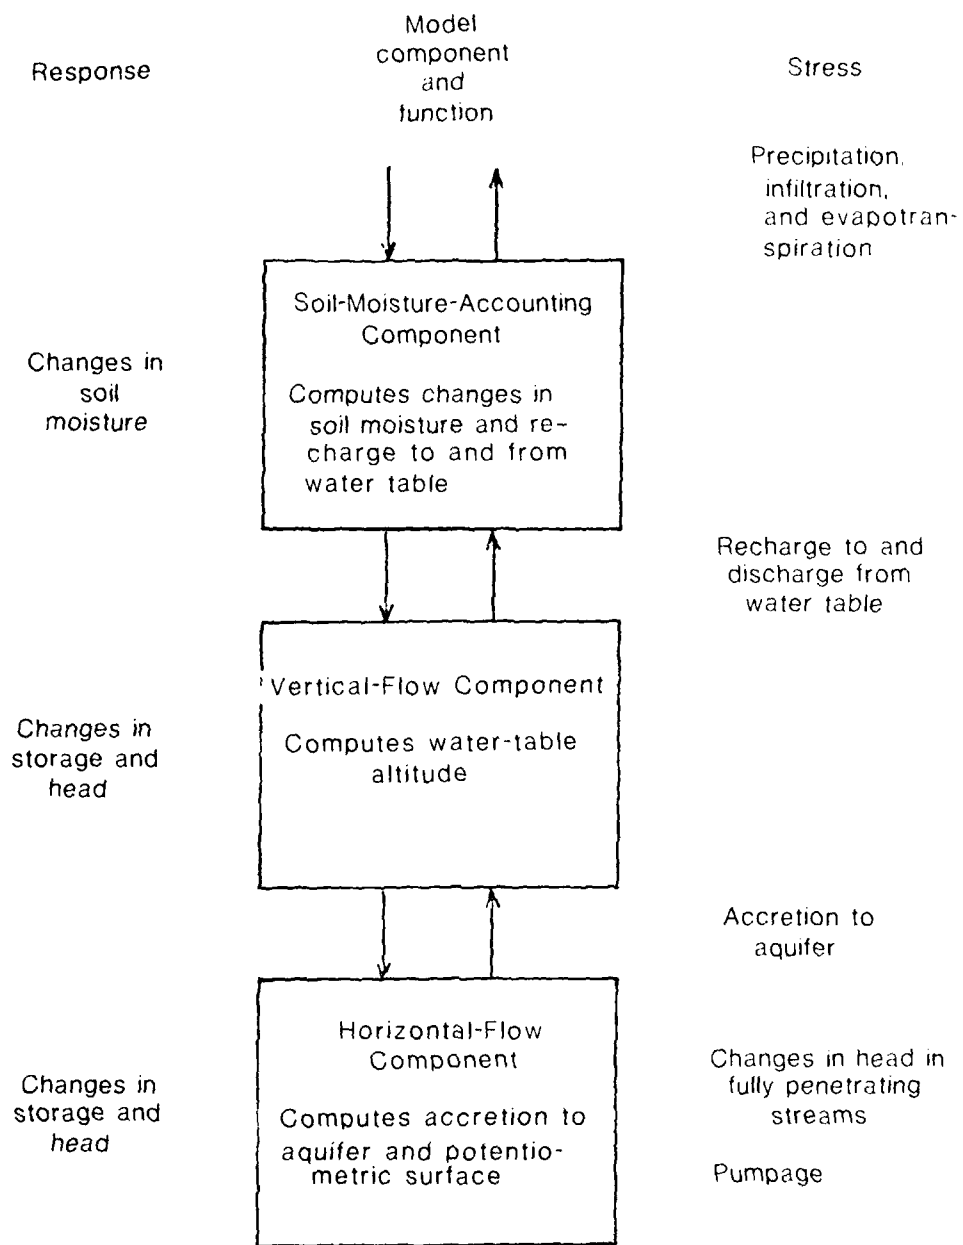 Response
Model
component
and
function
Stress
Precipitation,
infiltration,
and evapotran-
spiration
Soil-Moisture-Accounting
Component
Computes changes in
soil moisture and re-
charge to and from
water table
Changes in
soil
moisture
Recharge to and
discharge from
water table
Vertical-Flow Component
Computes water-table
altitude
Changes in
storage and
head
Accretion to
aquifer
Horizontal-Flow
Component
Computes accretion to
aquifer and potentio-
metric surface
Changes in
storage and
head
Changes in head in
fully penetrating
streams
Pumpage